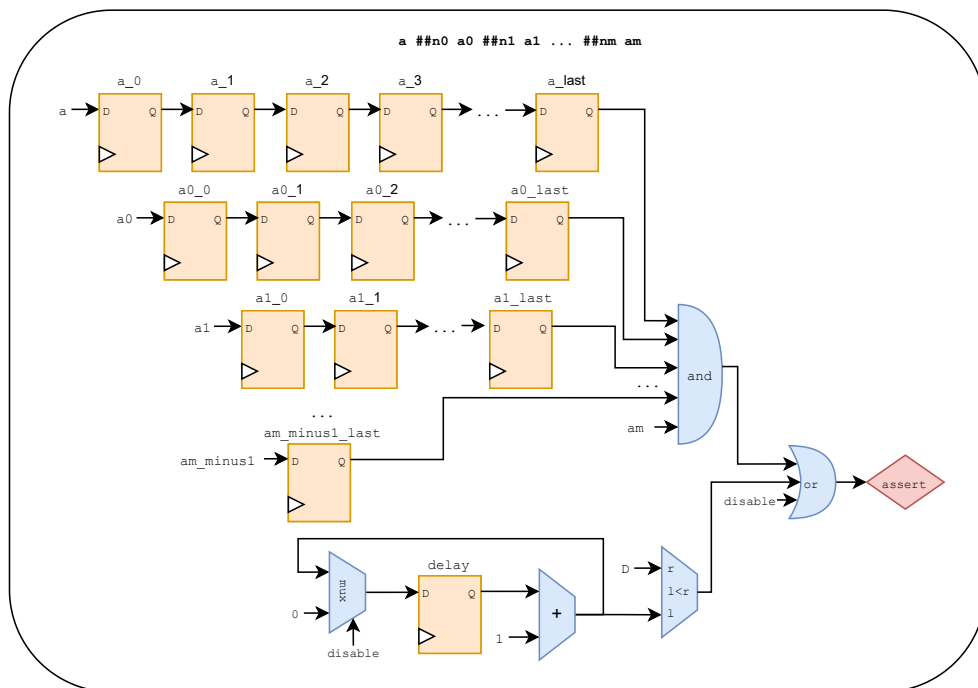 a ##n0 a0 ##n1 a1 ... ##nm am
a_0 a_1 a_2 a_3 a_last
a D Q D Q D Q D Q ... D Q
a0_0 a0_1 a0_2 a0_last
a0 D Q D Q D Q ... D Q
a1_0 a1_1 a1_last
a1 D Q D Q ... D Q
and
...
...
am
am_minus1_last
am_minus1 D Q
or assert
disable
delay
D r
mux D Q l<r
0 + l
1
disable